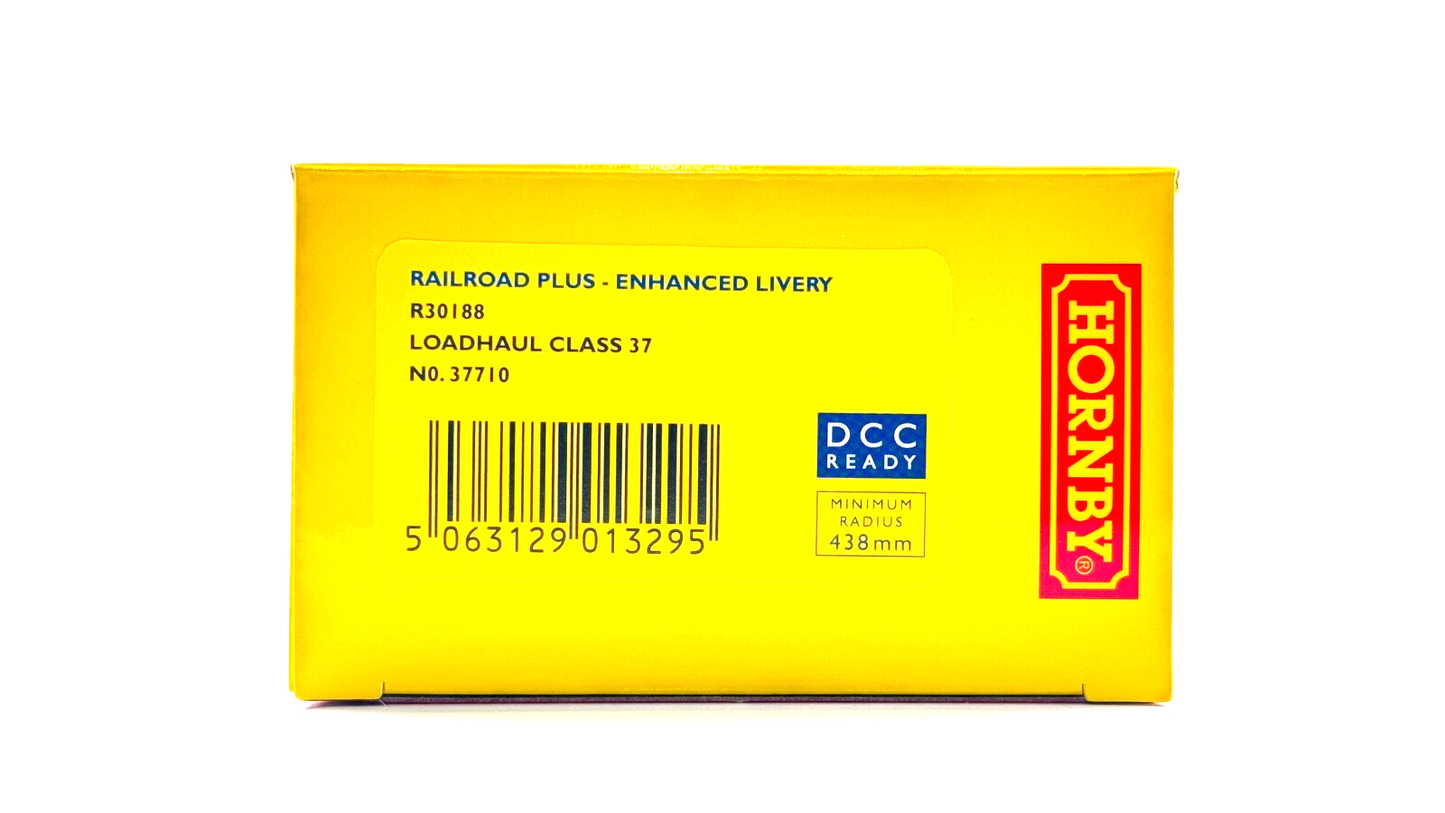 RAILROAD PLUS - ENHANCED LIVERY
R30188
LOADHAUL CLASS 37
N0. 37710
5 063129 013295
DCC
READY
MINIMUM
RADIUS
438mm
HORNBY®